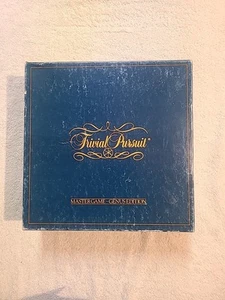 Trivial Pursuit
MASTER GAME - GENUS EDITION